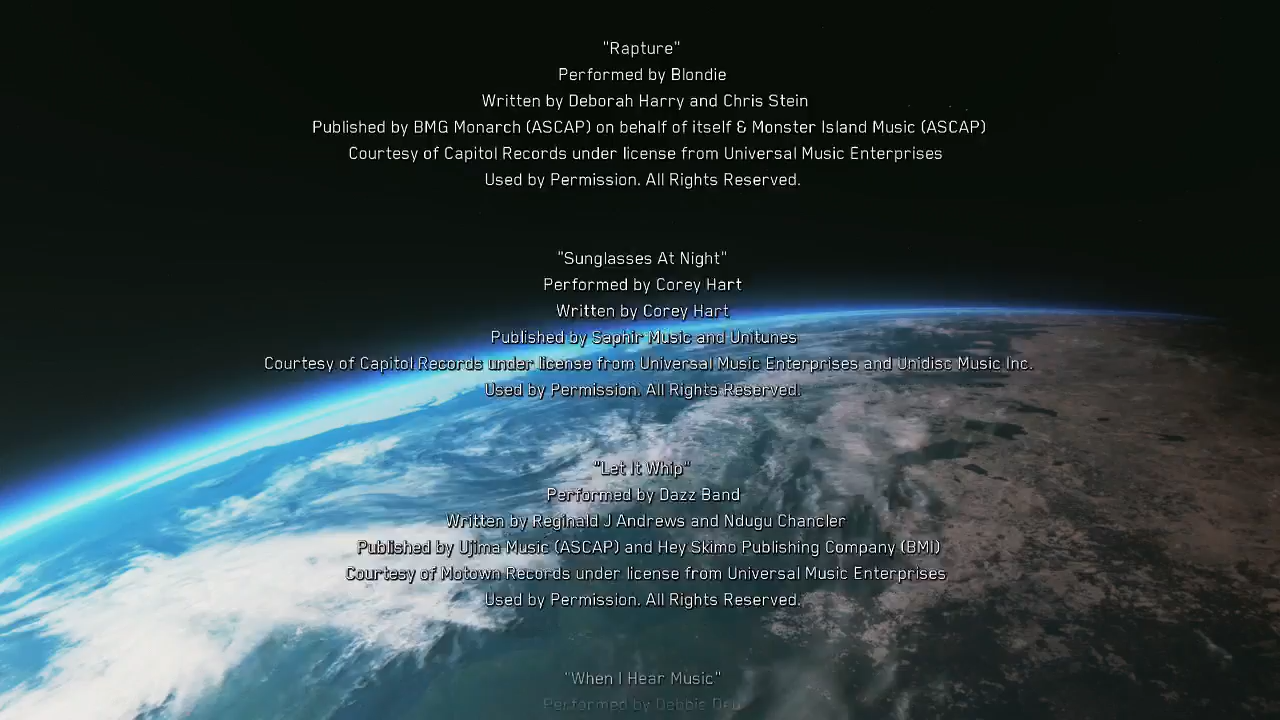 "Rapture"
Performed by Blondie
Written by Deborah Harry and Chris Stein
Published by BMG Monarch (ASCAP) on behalf of itself & Monster Island Music (ASCAP)
Courtesy of Capitol Records under license from Universal Music Enterprises
Used by Permission. All Rights Reserved.
"Sunglasses At Night"
Performed by Corey Hart
Written by Corey Hart
Published by Saphir Music and Unitunes
Courtesy of Capitol Records under license from Universal Music Enterprises and Unidisc Music Inc.
Used by Permission. All Rights Reserved.
"Let It Whip"
Performed by Dazz Band
Written by Reginald J Andrews and Ndugu Chancler
Published by Ujima Music (ASCAP) and Hey Skimo Publishing Company (BMI)
Courtesy of Motown Records under license from Universal Music Enterprises
Used by Permission. All Rights Reserved.
"When I Hear Music"
Performed by Debbie Deb